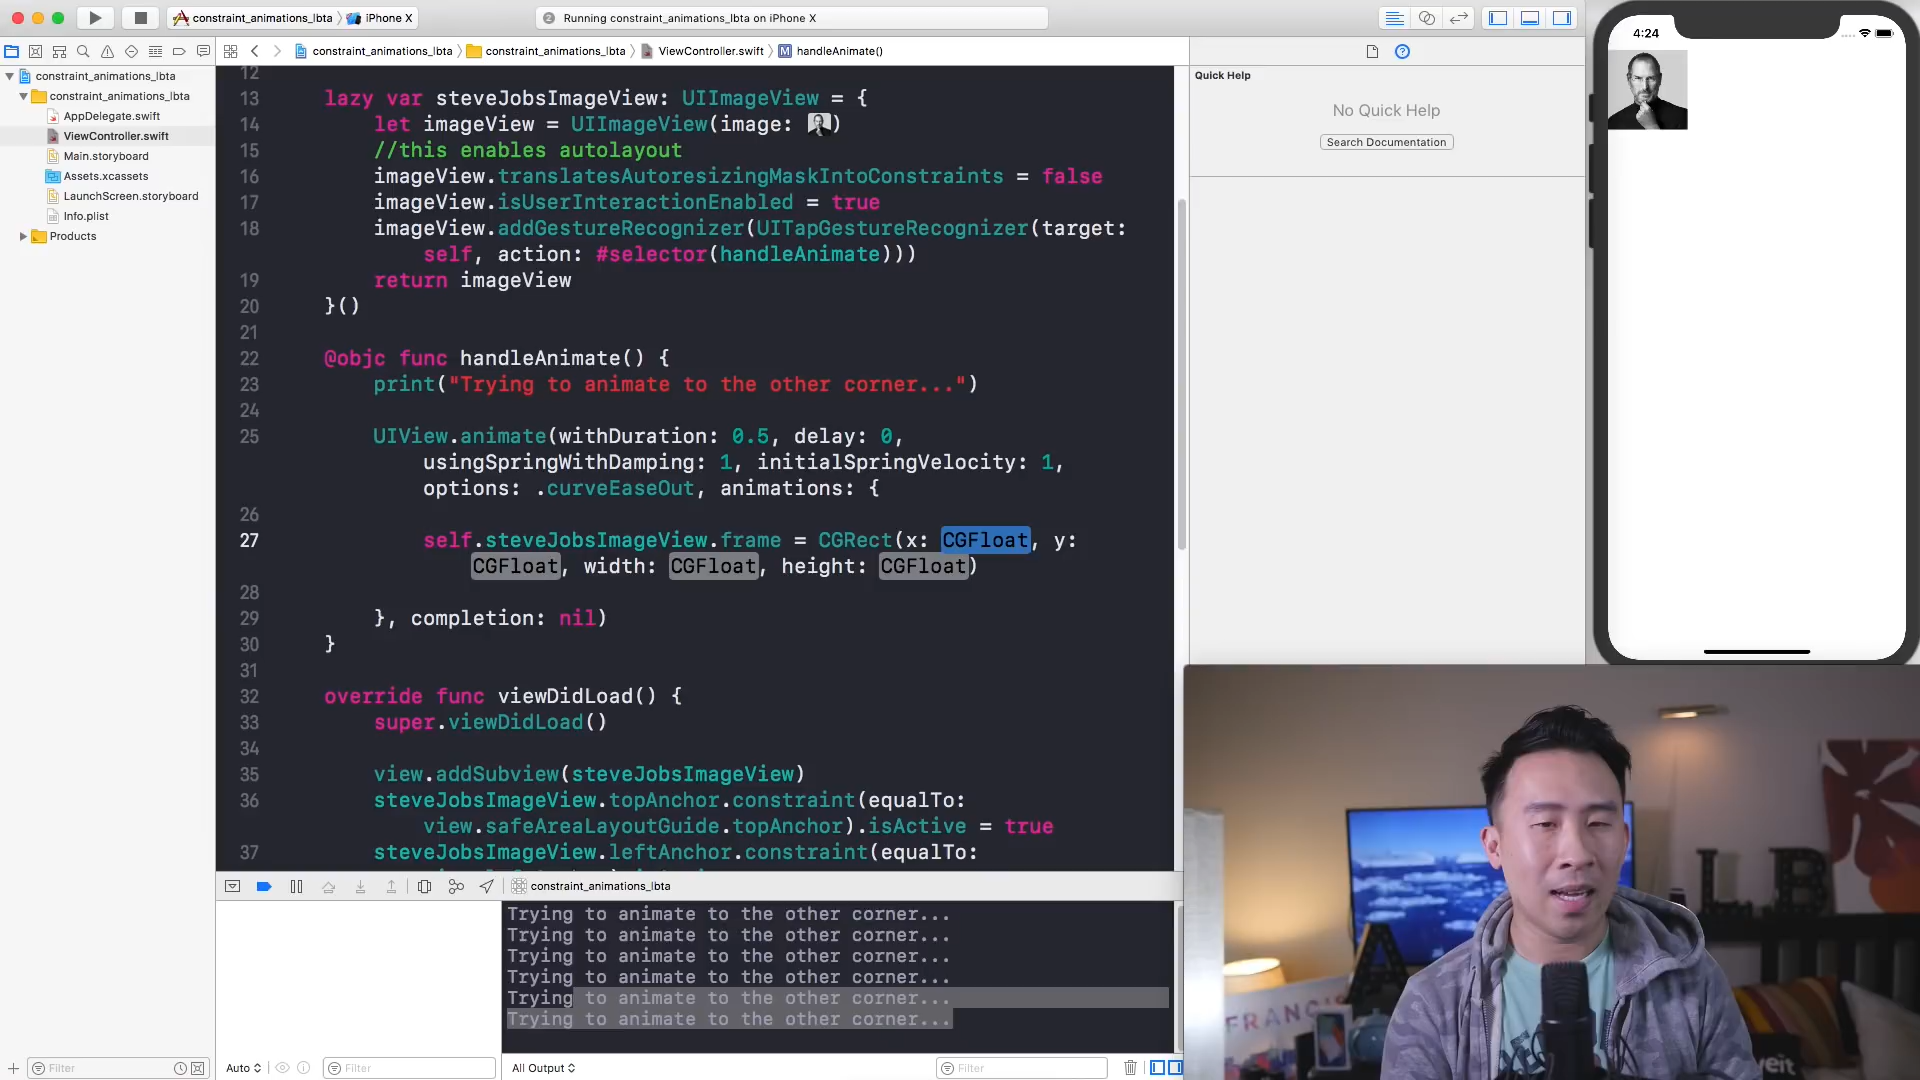 constraint_animations_lbta
iPhone X
2 Running constraint_animations_lbta on iPhone X
constraint_animations_lbta
constraint_animations_lbta
AppDelegate.swift
ViewController.swift
Main.storyboard
Assets.xcassets
LaunchScreen.storyboard
Info.plist
Products
Filter
constraint_animations_lbta
constraint_animations_lbta
ViewController.swift
M handleAnimate()
12
13 lazy var steveJobsImageView: UIImageView = {
14 let imageView = UIImageView(image: )
15 //this enables autolayout
16 imageView.translatesAutoresizingMaskIntoConstraints = false
17 imageView.isUserInteractionEnabled = true
18 imageView.addGestureRecognizer(UITapGestureRecognizer(target:
self, action: #selector(handleAnimate)))
19 return imageView
20 }()
21
22 @objc func handleAnimate() {
23 print("Trying to animate to the other corner...")
24
25 UIView.animate(withDuration: 0.5, delay: 0,
usingSpringWithDamping: 1, initialSpringVelocity: 1,
options: .curveEaseOut, animations: {
26
27 self.steveJobsImageView.frame = CGRect(x: CGFloat, y:
CGFloat, width: CGFloat, height: CGFloat)
28
29 }, completion: nil)
30 }
31
32 override func viewDidLoad() {
33 super.viewDidLoad()
34
35 view.addSubview(steveJobsImageView)
36 steveJobsImageView.topAnchor.constraint(equalTo:
view.safeAreaLayoutGuide.topAnchor).isActive = true
37 steveJobsImageView.leftAnchor.constraint(equalTo:
constraint_animations_lbta
Trying to animate to the other corner...
Trying to animate to the other corner...
Trying to animate to the other corner...
Trying to animate to the other corner...
Trying to animate to the other corner...
Trying to animate to the other corner...
Auto
Filter
All Output
Filter
Quick Help
No Quick Help
Search Documentation
4:24
L B
A
FRANCIS